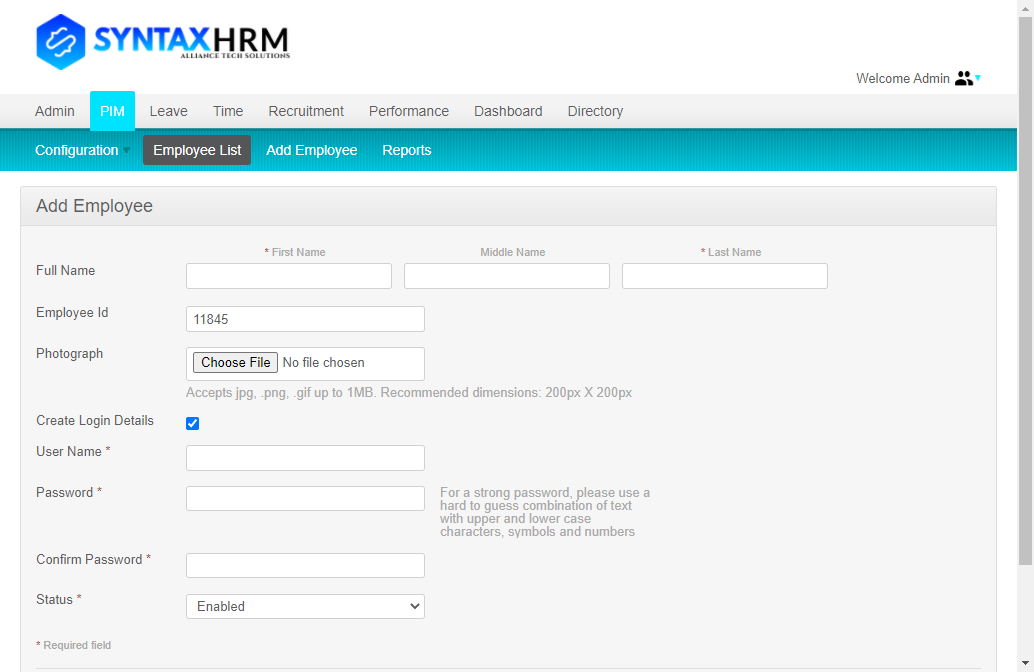 SYNTAXHRM
ALLIANCE TECH SOLUTIONS
Welcome Admin
Admin PIM Leave Time Recruitment Performance Dashboard Directory
Configuration Employee List Add Employee Reports
Add Employee
* First Name Middle Name * Last Name
Full Name
Employee Id 11845
Photograph Choose File No file chosen
Accepts jpg, .png, .gif up to 1MB. Recommended dimensions: 200px X 200px
Create Login Details
User Name *
Password * For a strong password, please use a
hard to guess combination of text
with upper and lower case
characters, symbols and numbers
Confirm Password *
Status * Enabled
* Required field